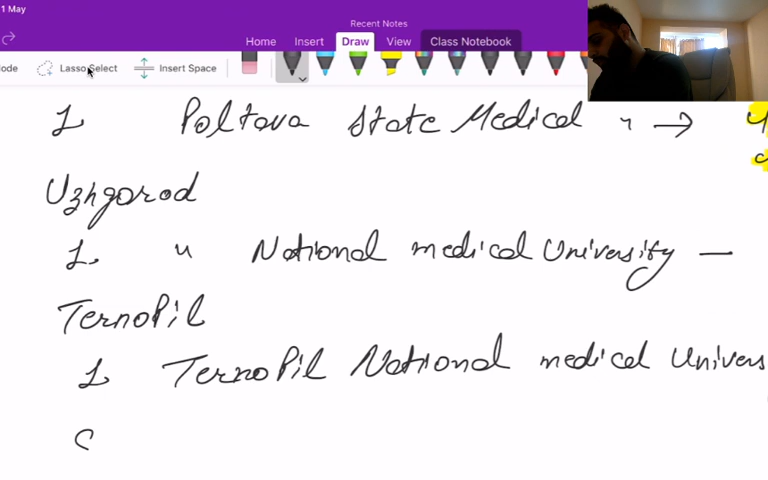 1 May
Recent Notes
Home Insert Draw View Class Notebook
ode Lasso Select Insert Space
1 Poltava State Medical " →
Uzhgorod
1. " National medical University —
TernoPil
1 TernoPil National medical Univers